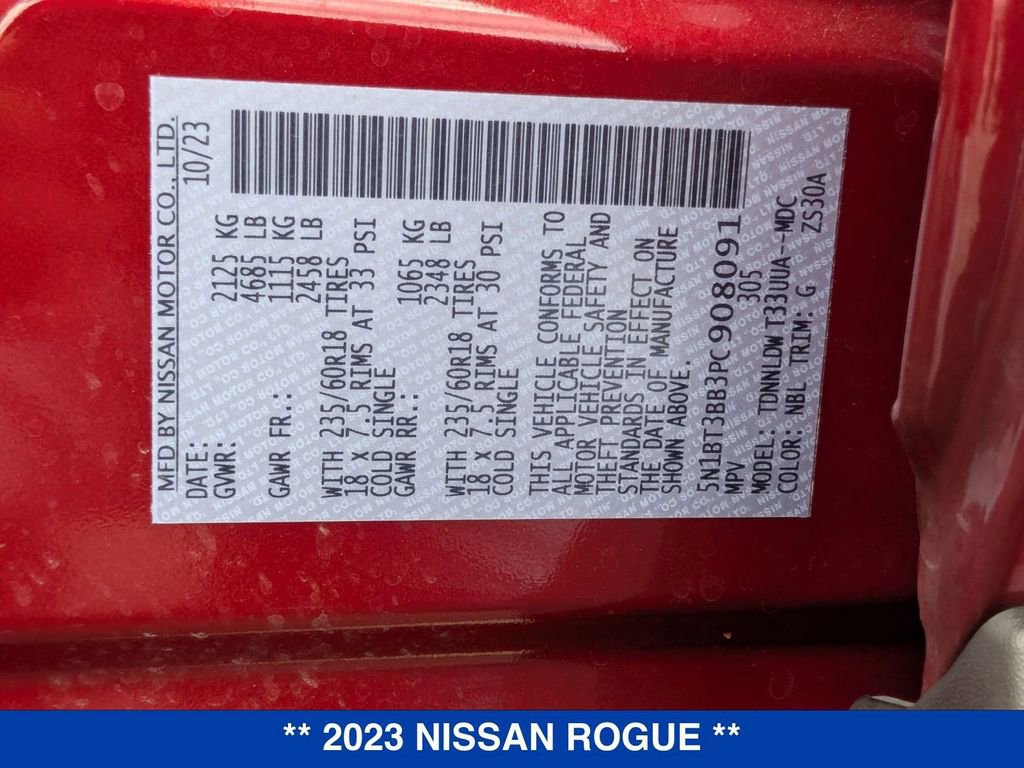 MFD BY NISSAN MOTOR CO., LTD.
DATE: 10/23
GVWR: 2125 KG
4685 LB
GAWR FR.: 1115 KG
2458 LB
WITH 235/60R18 TIRES
18 x 7.5 RIMS AT 33 PSI
COLD SINGLE
GAWR RR.: 1065 KG
2348 LB
WITH 235/60R18 TIRES
18 x 7.5 RIMS AT 30 PSI
COLD SINGLE
THIS VEHICLE CONFORMS TO
ALL APPLICABLE FEDERAL
MOTOR VEHICLE SAFETY AND
THEFT PREVENTION
STANDARDS IN EFFECT ON
THE DATE OF MANUFACTURE
SHOWN ABOVE.
5N1BT3BB3PC908091
MPV 305
MODEL: TDNNLDW T33UUA--MDC
COLOR: NBL TRIM: G ZS30A
** 2023 NISSAN ROGUE **